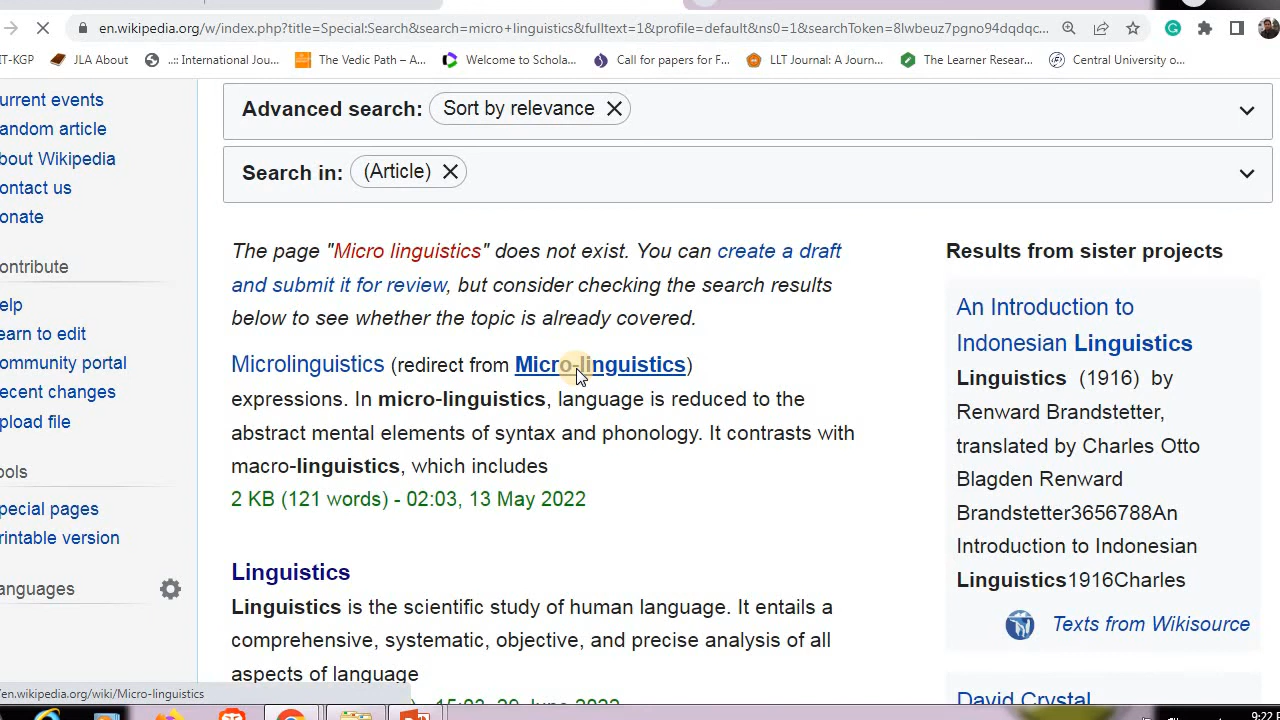 en.wikipedia.org/w/index.php?title=Special:Search&search=micro+linguistics&fulltext=1&profile=default&ns0=1&searchToken=8lwbeuz7pgno94dqdqc...
IT-KGP JLA About ..:: International Jou... The Vedic Path – A... Welcome to Schola... Call for papers for F... LLT Journal: A Journ... The Learner Resear... Central University o...
urrent events
andom article
bout Wikipedia
ontact us
onate
ontribute
elp
earn to edit
ommunity portal
ecent changes
pload file
ools
pecial pages
rintable version
anguages
Advanced search: Sort by relevance
Search in: (Article)
The page "Micro linguistics" does not exist. You can create a draft
and submit it for review, but consider checking the search results
below to see whether the topic is already covered.
Microlinguistics (redirect from Micro-linguistics)
expressions. In micro-linguistics, language is reduced to the
abstract mental elements of syntax and phonology. It contrasts with
macro-linguistics, which includes
2 KB (121 words) - 02:03, 13 May 2022
Linguistics
Linguistics is the scientific study of human language. It entails a
comprehensive, systematic, objective, and precise analysis of all
aspects of language
Results from sister projects
An Introduction to
Indonesian Linguistics
Linguistics (1916) by
Renward Brandstetter,
translated by Charles Otto
Blagden Renward
Brandstetter3656788An
Introduction to Indonesian
Linguistics1916Charles
Texts from Wikisource
David Crystal
/en.wikipedia.org/wiki/Micro-linguistics
9:22